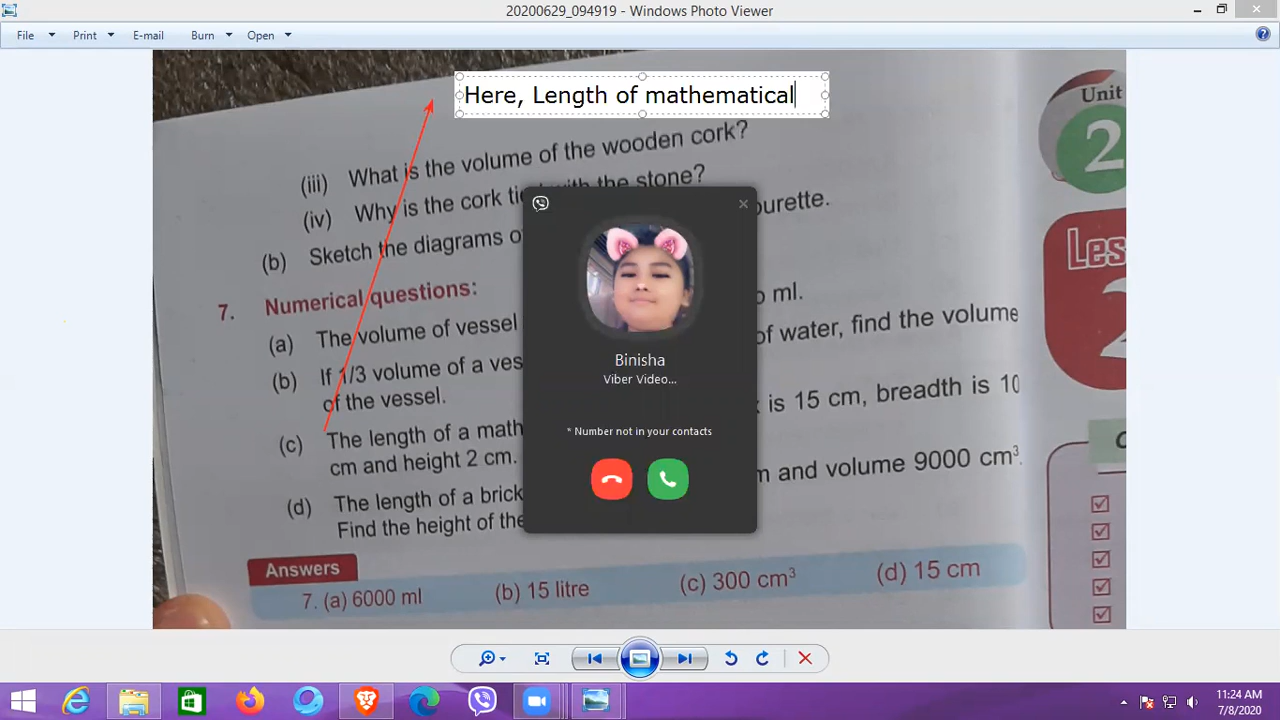 20200629_094919 - Windows Photo Viewer
File Print E-mail Burn Open
Here, Length of mathematical
Unit
2
(iii) What is the volume of the wooden cork?
(iv) Why is the cork with the stone?
(b) Sketch the diagrams
Les
7. Numerical questions:
(a) The volume of vessel ml.
(b) If 1/3 volume of a of water, find the volume
of the vessel.
(c) The length of a is 15 cm, breadth is 10
cm and height 2 cm.
(d) The length of a brick and volume 9000 cm³.
Find the height of the
Answers
7. (a) 6000 ml (b) 15 litre (c) 300 cm³ (d) 15 cm
Binisha
Viber Video...
* Number not in your contacts
11:24 AM
7/8/2020